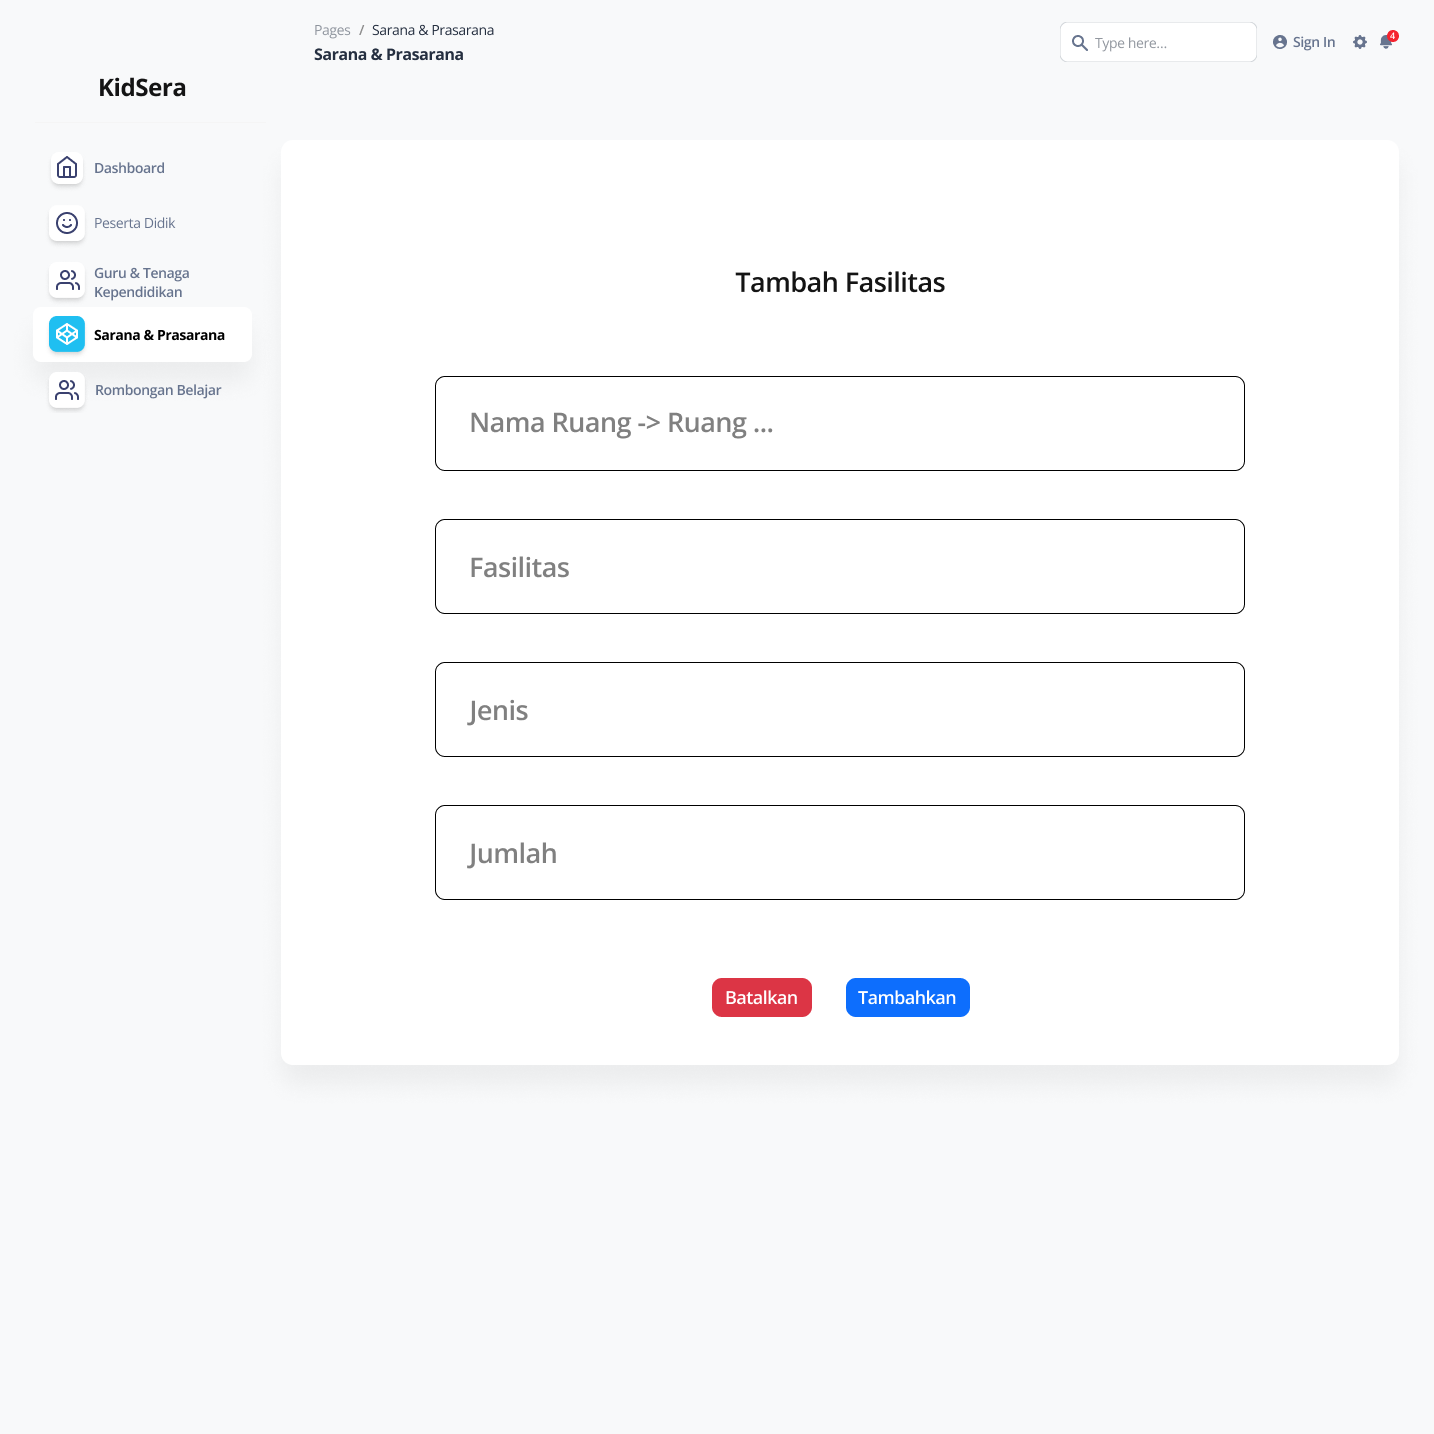 Pages / Sarana & Prasarana
Sarana & Prasarana
Type here...
Sign In
4
KidSera
Dashboard
Peserta Didik
Guru & Tenaga
Kependidikan
Sarana & Prasarana
Rombongan Belajar
Tambah Fasilitas
Nama Ruang -> Ruang ...
Fasilitas
Jenis
Jumlah
Batalkan
Tambahkan